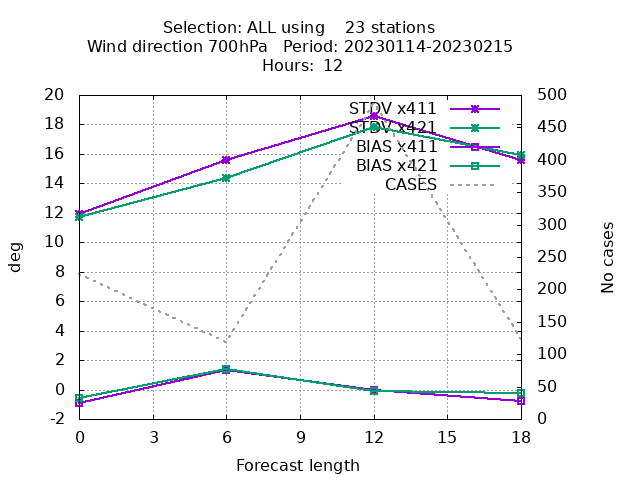 Selection: ALL using    23 stations
Wind direction 700hPa   Period: 20230114-20230215
Hours:  12
STDV x411
STDV x421
BIAS x411
BIAS x421
CASES
20
18
16
14
12
10
8
6
4
2
0
-2
500
450
400
350
300
250
200
150
100
50
0
deg
No cases
0 3 6 9 12 15 18
Forecast length